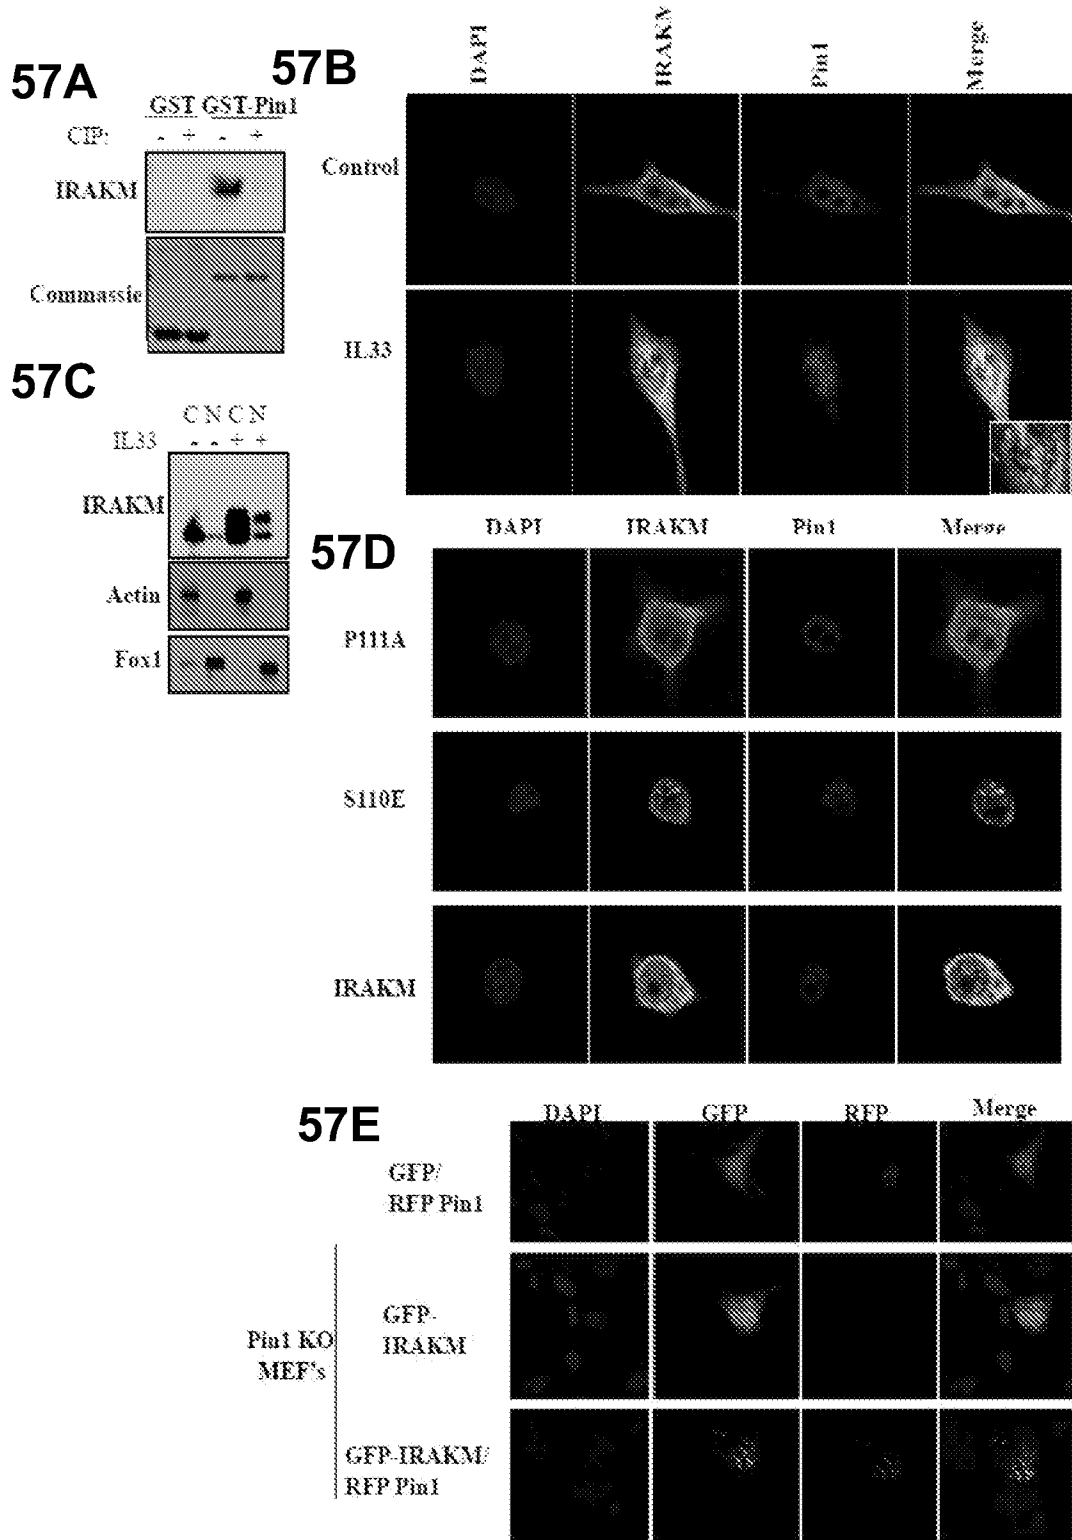 57A
GST GST-Pin1
CIP: - + - +
IRAKM
Commassie
57B
DAPI
IRAKM
Pin1
Merge
Control
IL33
57C
C N C N
IL33 - - + +
IRAKM
Actin
Fox1
57D
DAPI IRAKM Pin1 Merge
P111A
S110E
IRAKM
57E
DAPI GFP RFP Merge
GFP/
RFP Pin1
Pin1 KO
MEF's
GFP-
IRAKM
GFP-IRAKM/
RFP Pin1